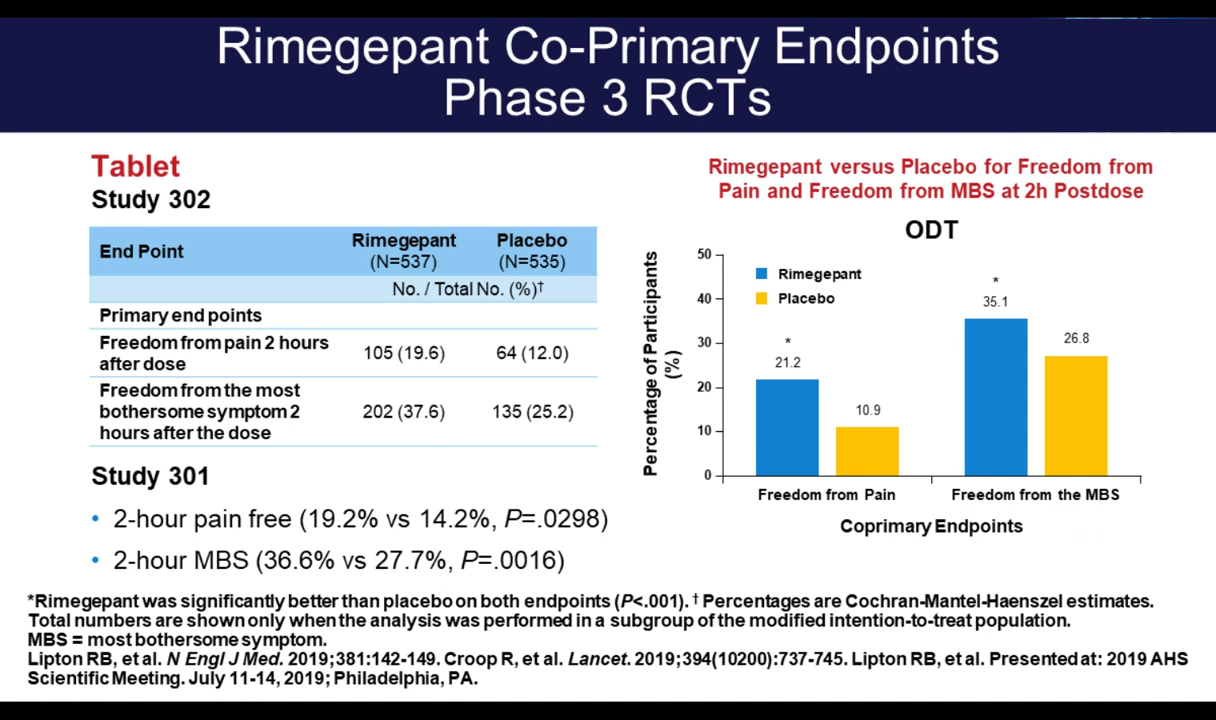 Rimegepant Co-Primary Endpoints
Phase 3 RCTs
Tablet
Study 302
End Point
Rimegepant
(N=537)
Placebo
(N=535)
No. / Total No. (%)†
Primary end points
Freedom from pain 2 hours
after dose
105 (19.6)
64 (12.0)
Freedom from the most
bothersome symptom 2
hours after the dose
202 (37.6)
135 (25.2)
Study 301
• 2-hour pain free (19.2% vs 14.2%, P=.0298)
• 2-hour MBS (36.6% vs 27.7%, P=.0016)
Rimegepant versus Placebo for Freedom from
Pain and Freedom from MBS at 2h Postdose
ODT
Percentage of Participants
(%)
50
40
30
20
10
0
Rimegepant
Placebo
*
21.2
10.9
*
35.1
26.8
Freedom from Pain
Freedom from the MBS
Coprimary Endpoints
*Rimegepant was significantly better than placebo on both endpoints (P<.001). † Percentages are Cochran-Mantel-Haenszel estimates.
Total numbers are shown only when the analysis was performed in a subgroup of the modified intention-to-treat population.
MBS = most bothersome symptom.
Lipton RB, et al. N Engl J Med. 2019;381:142-149. Croop R, et al. Lancet. 2019;394(10200):737-745. Lipton RB, et al. Presented at: 2019 AHS
Scientific Meeting. July 11-14, 2019; Philadelphia, PA.